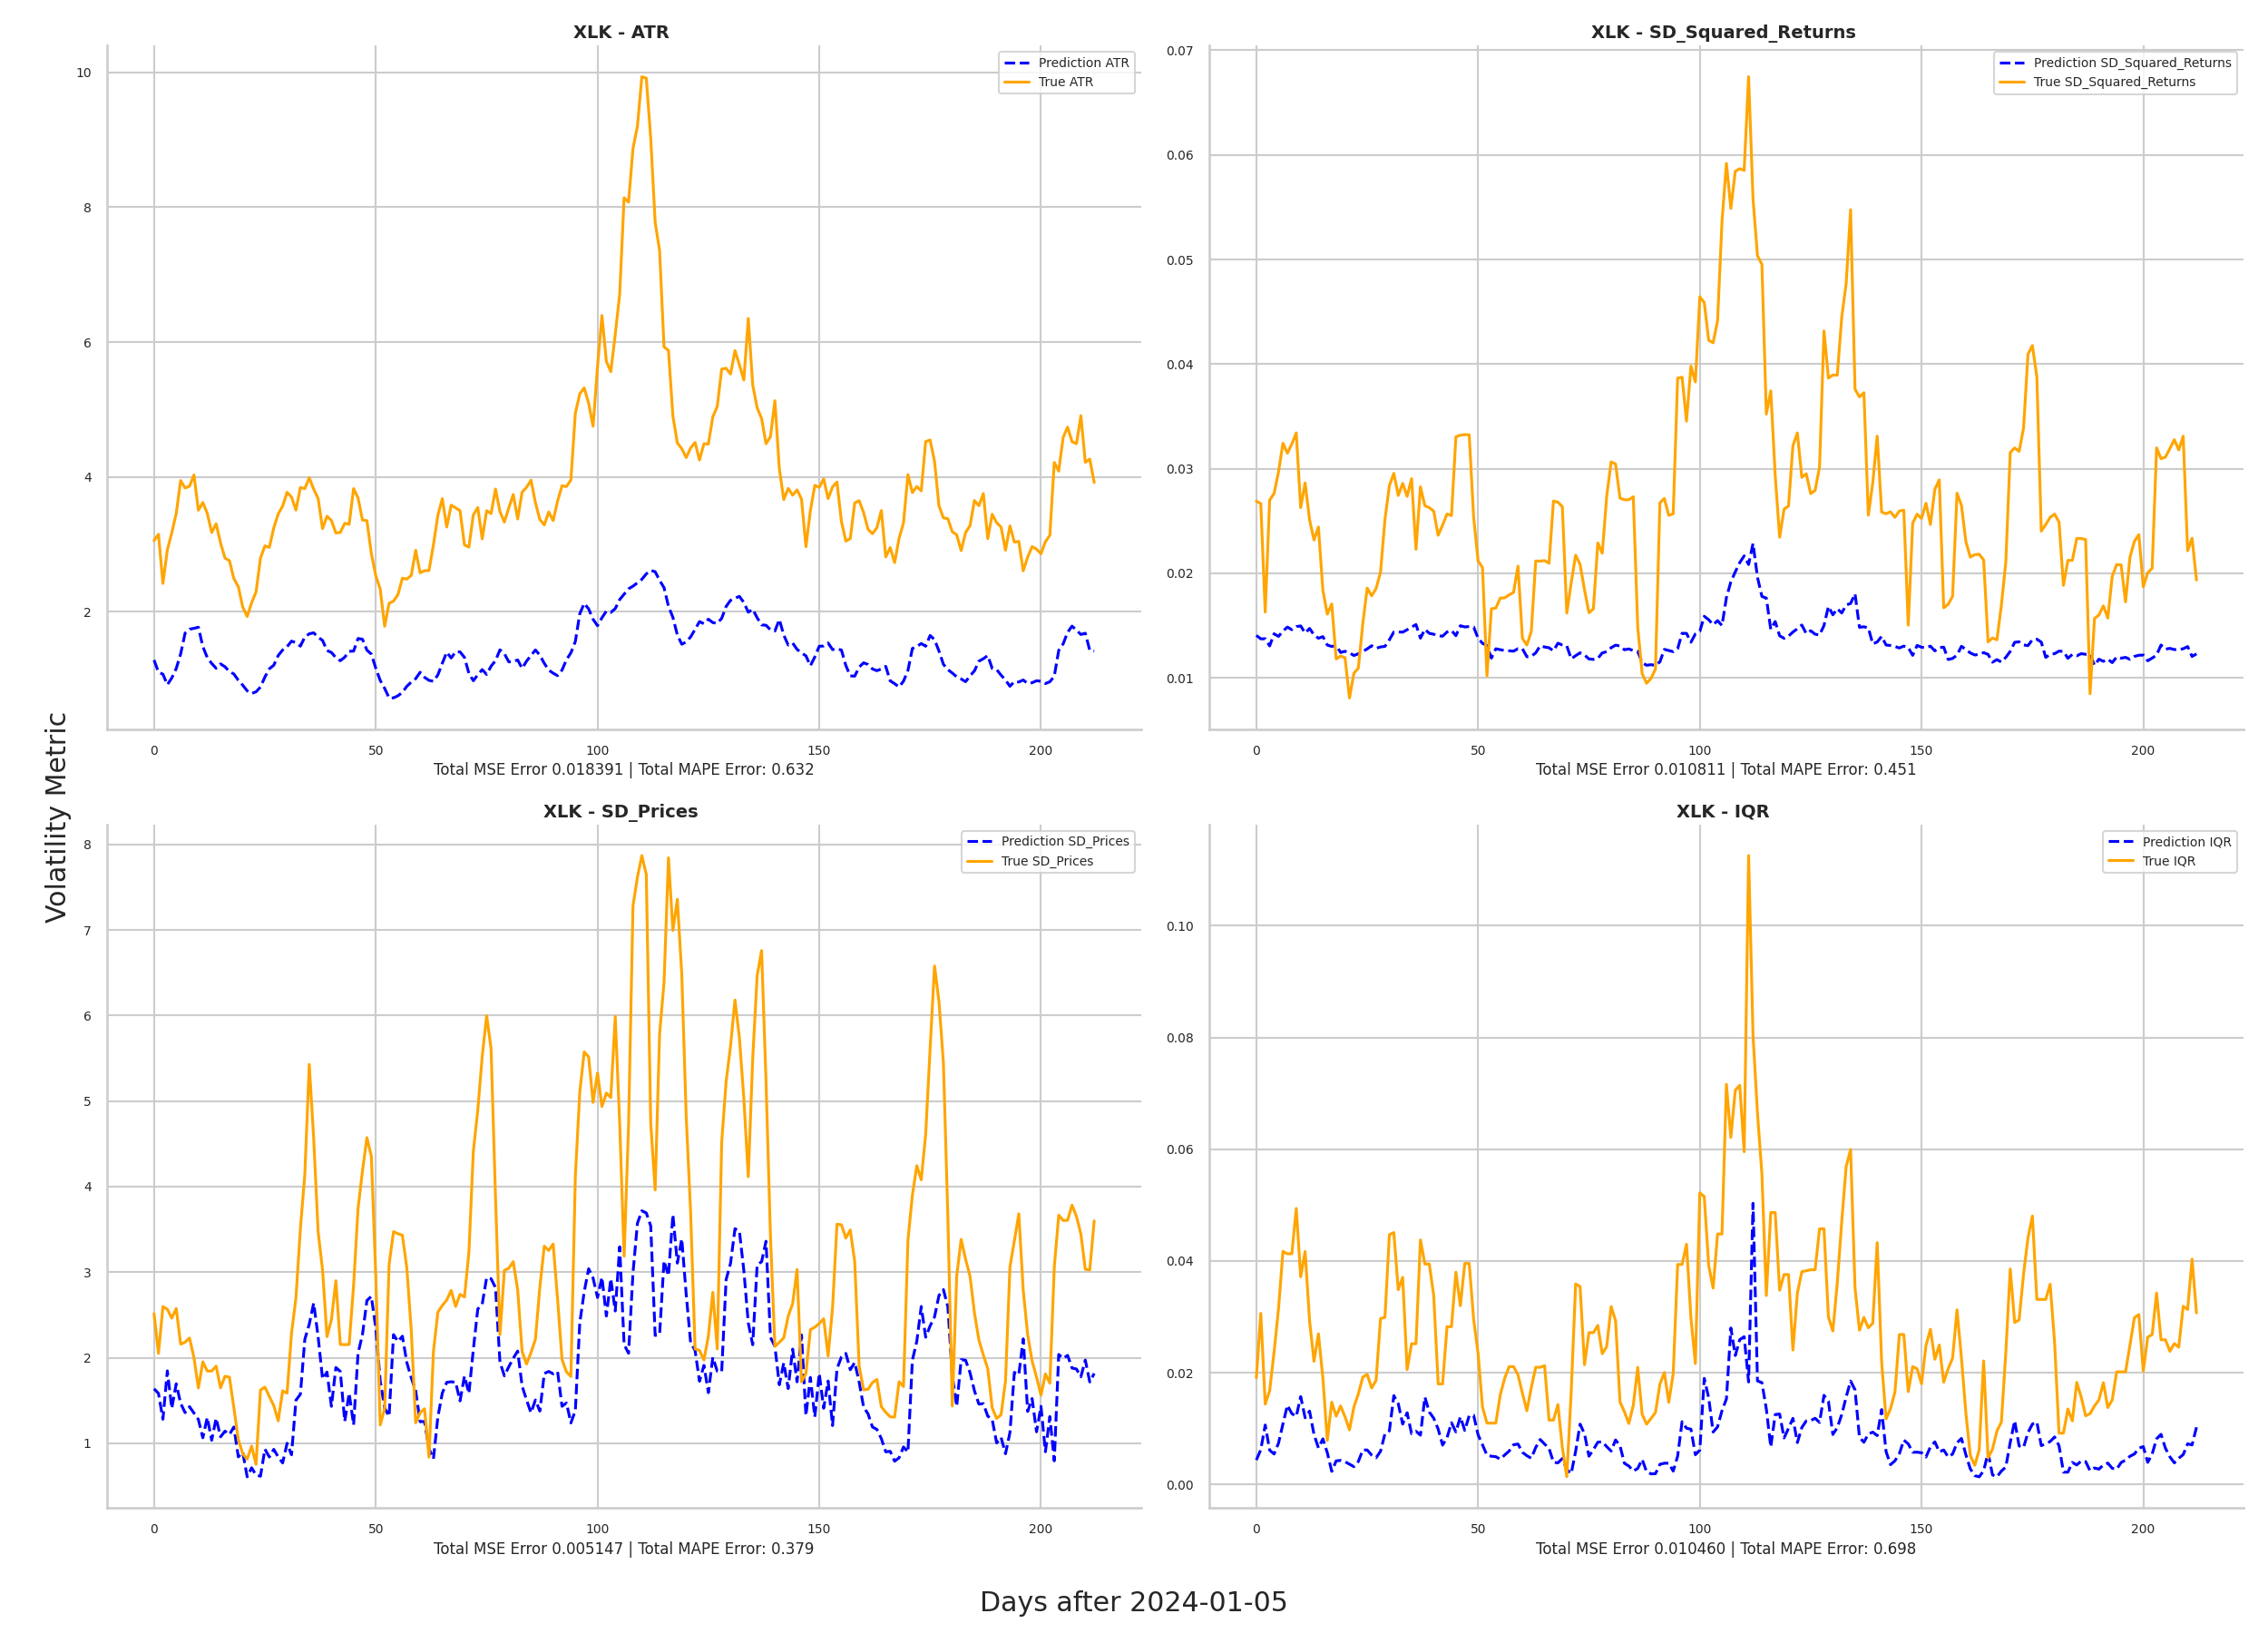 XLK - ATR
Prediction ATR
True ATR
10
8
6
4
2
0 50 100 150 200
Total MSE Error 0.018391 | Total MAPE Error: 0.632
XLK - SD_Squared_Returns
Prediction SD_Squared_Returns
True SD_Squared_Returns
0.07
0.06
0.05
0.04
0.03
0.02
0.01
0 50 100 150 200
Total MSE Error 0.010811 | Total MAPE Error: 0.451
Volatility Metric
XLK - SD_Prices
Prediction SD_Prices
True SD_Prices
8
7
6
5
4
3
2
1
0 50 100 150 200
Total MSE Error 0.005147 | Total MAPE Error: 0.379
XLK - IQR
Prediction IQR
True IQR
0.10
0.08
0.06
0.04
0.02
0.00
0 50 100 150 200
Total MSE Error 0.010460 | Total MAPE Error: 0.698
Days after 2024-01-05